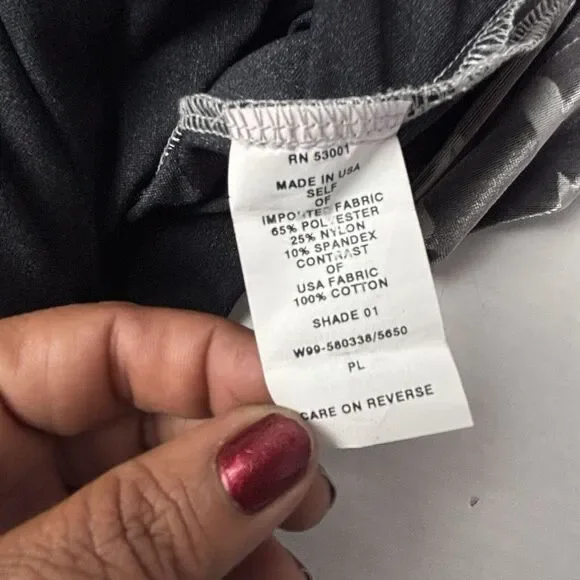 RN 53001
MADE IN USA
SELF
OF
IMPORTED FABRIC
65% POLYESTER
25% NYLON
10% SPANDEX
CONTRAST
OF
USA FABRIC
100% COTTON
SHADE 01
W99-580338/5650
PL
CARE ON REVERSE